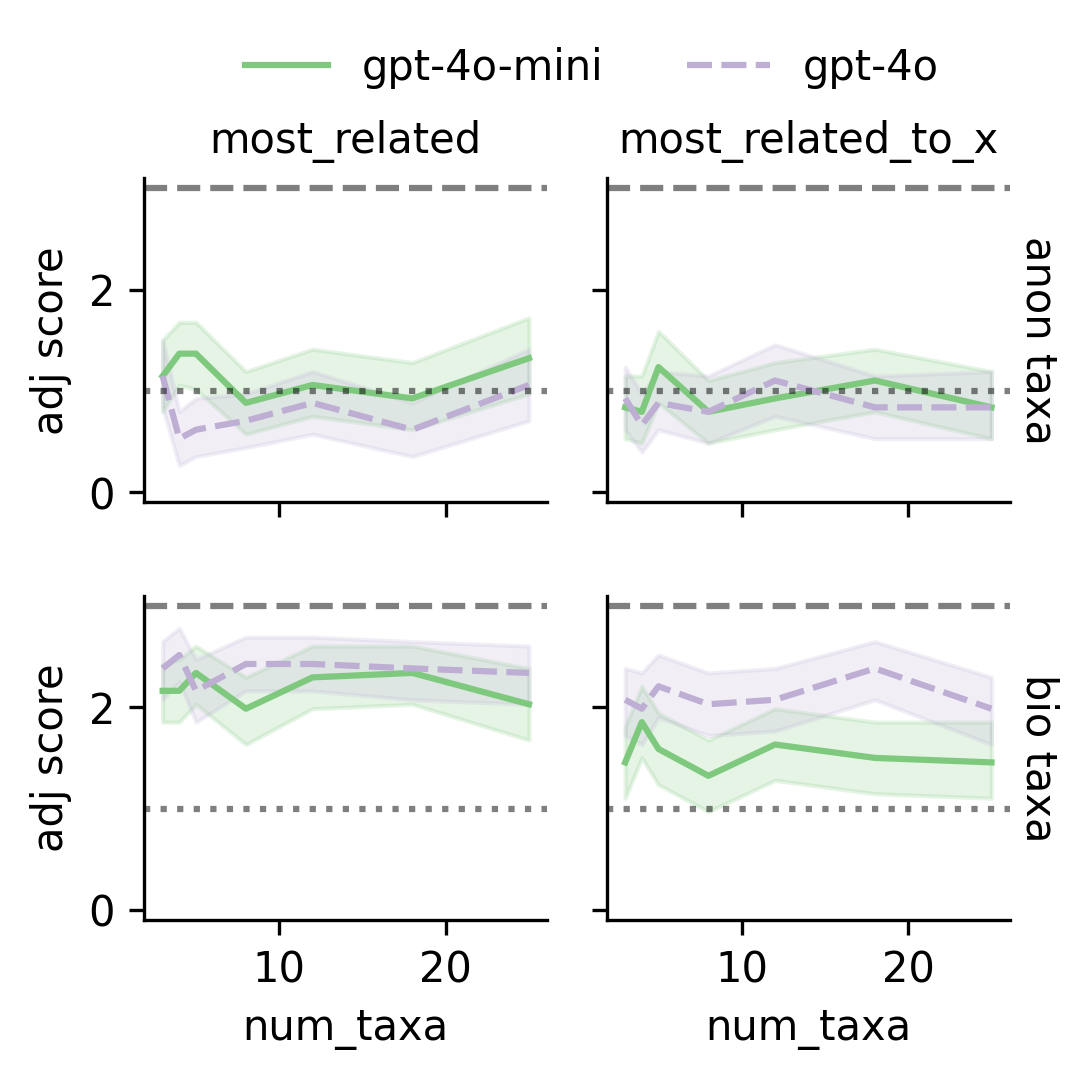 gpt-4o-mini gpt-4o
most_related most_related_to_x
adj score
2
0
anon taxa
adj score
2
0
bio taxa
10 20 10 20
num_taxa num_taxa